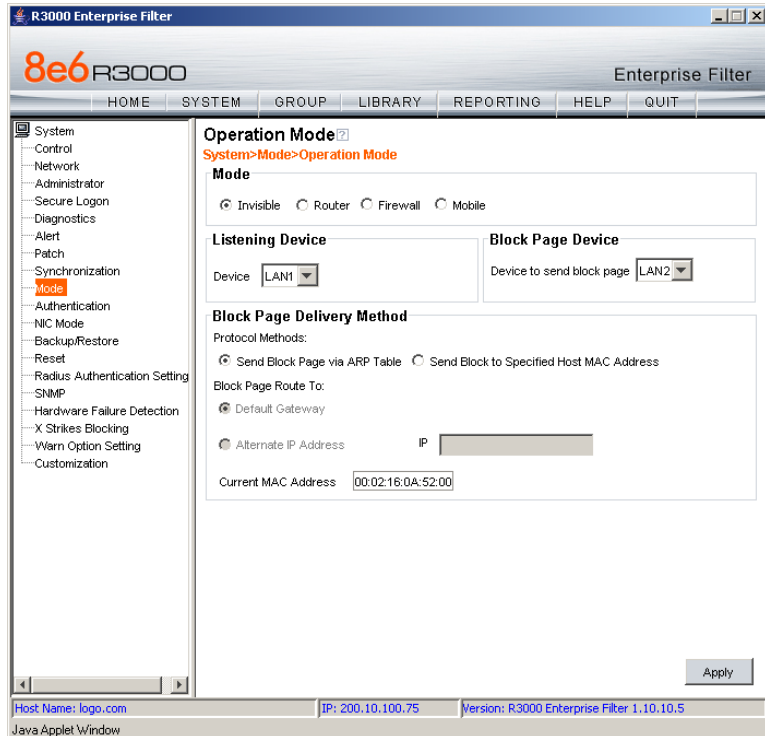 R3000 Enterprise Filter
8e6 R3000
Enterprise Filter
HOME SYSTEM GROUP LIBRARY REPORTING HELP QUIT
System
Control
Network
Administrator
Secure Logon
Diagnostics
Alert
Patch
Synchronization
Mode
Authentication
NIC Mode
Backup/Restore
Reset
Radius Authentication Setting
SNMP
Hardware Failure Detection
X Strikes Blocking
Warn Option Setting
Customization
Operation Mode ?
System>Mode>Operation Mode
Mode
Invisible Router Firewall Mobile
Listening Device
Device LAN1
Block Page Device
Device to send block page LAN2
Block Page Delivery Method
Protocol Methods:
Send Block Page via ARP Table Send Block to Specified Host MAC Address
Block Page Route To:
Default Gateway
Alternate IP Address IP
Current MAC Address 00:02:16:0A:52:00
Apply
Host Name: logo.com IP: 200.10.100.75 Version: R3000 Enterprise Filter 1.10.10.5
Java Applet Window